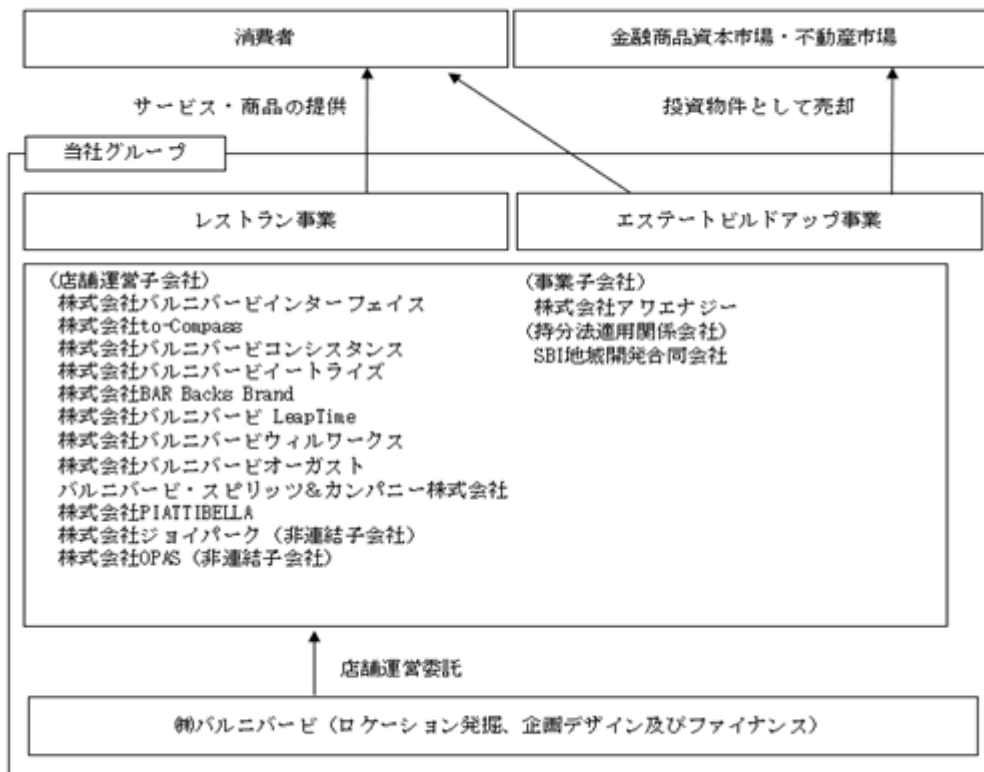 消費者
金融商品資本市場・不動産市場
サービス・商品の提供
投資物件として売却
当社グループ
レストラン事業
エステートビルドアップ事業
(店舗運営子会社)
株式会社バルニバービインターフェイス
株式会社to-Compass
株式会社バルニバービコンシスタンス
株式会社バルニバービイートライズ
株式会社BAR Backs Brand
株式会社バルニバービ LeapTime
株式会社バルニバービウィルワークス
株式会社バルニバービオーガスト
バルニバービ・スピリッツ&カンパニー株式会社
株式会社PIATTIBELLA
株式会社ジョイパーク (非連結子会社)
株式会社OPAS (非連結子会社)
(事業子会社)
株式会社アワエナジー
(持分法適用関係会社)
SBI地域開発合同会社
店舗運営委託
㈱バルニバービ (ロケーション発掘、企画デザイン及びファイナンス)